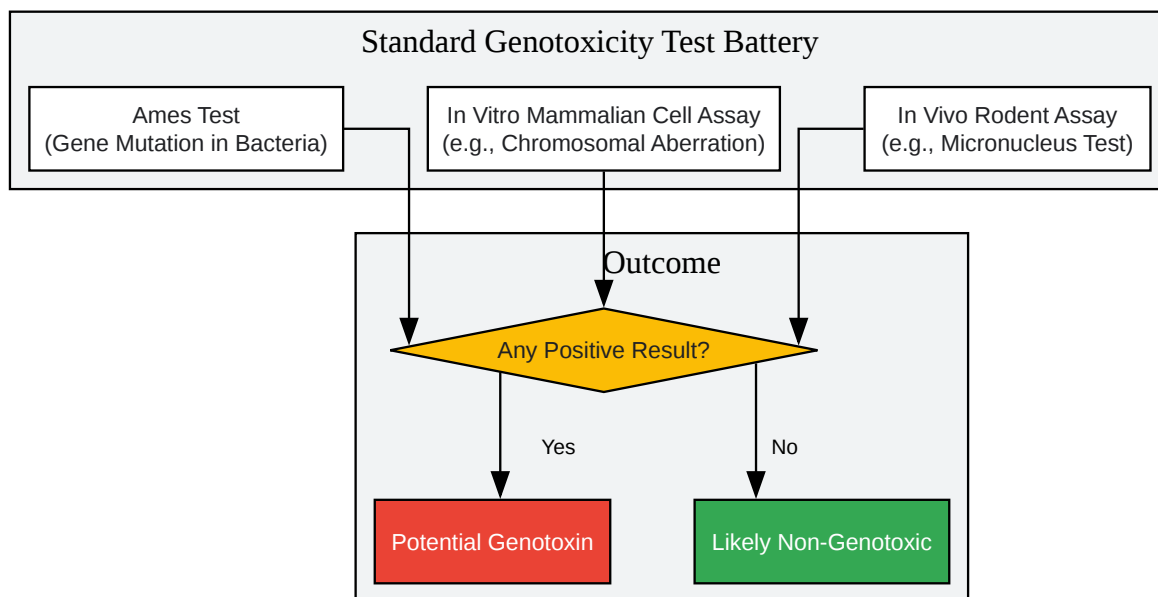 Standard Genotoxicity Test Battery
Ames Test
(Gene Mutation in Bacteria)
In Vitro Mammalian Cell Assay
(e.g., Chromosomal Aberration)
In Vivo Rodent Assay
(e.g., Micronucleus Test)
Outcome
Any Positive Result?
Yes
No
Potential Genotoxin
Likely Non-Genotoxic